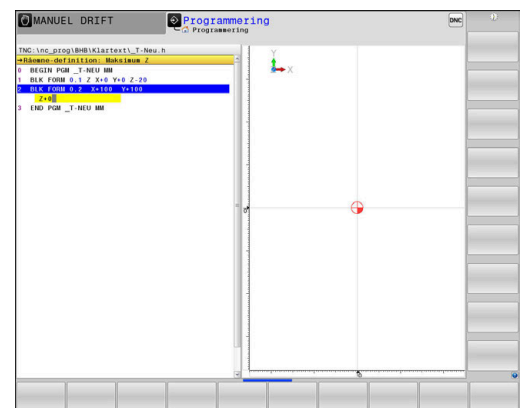 MANUEL DRIFT
Programmering
Programmering
DNC
TNC:\nc_prog\BHB\Klartext\_T-Neu.h
→Råemne-definition: Maksimum Z
0 BEGIN PGM _T-NEU MM
1 BLK FORM 0.1 Z X+0 Y+0 Z-20
2 BLK FORM 0.2 X+100 Y+100
Z+0
3 END PGM _T-NEU MM
Y
X
0
0